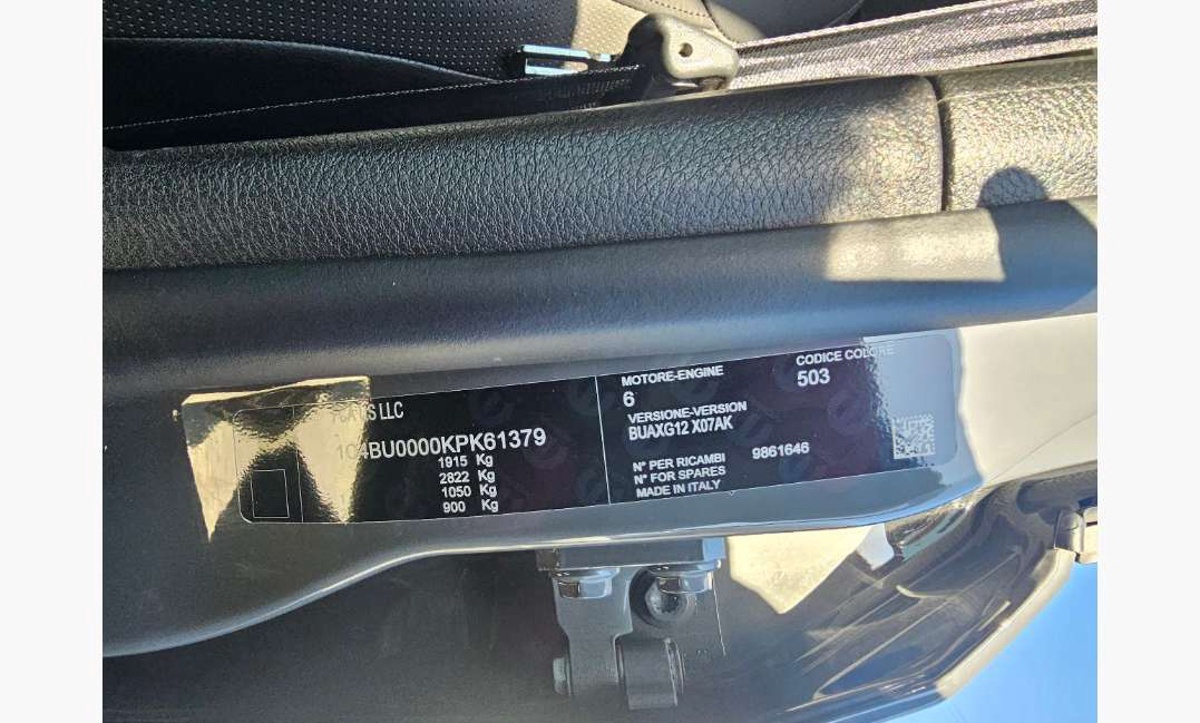 LLC
BU0000KPK61379
1915 Kg
2822 Kg
1050 Kg
900 Kg
MOTORE-ENGINE
6
VERSIONE-VERSION
BUAXG12 X07AK
N° PER RICAMBI
N° FOR SPARES
9861646
MADE IN ITALY
CODICE COLORE
503